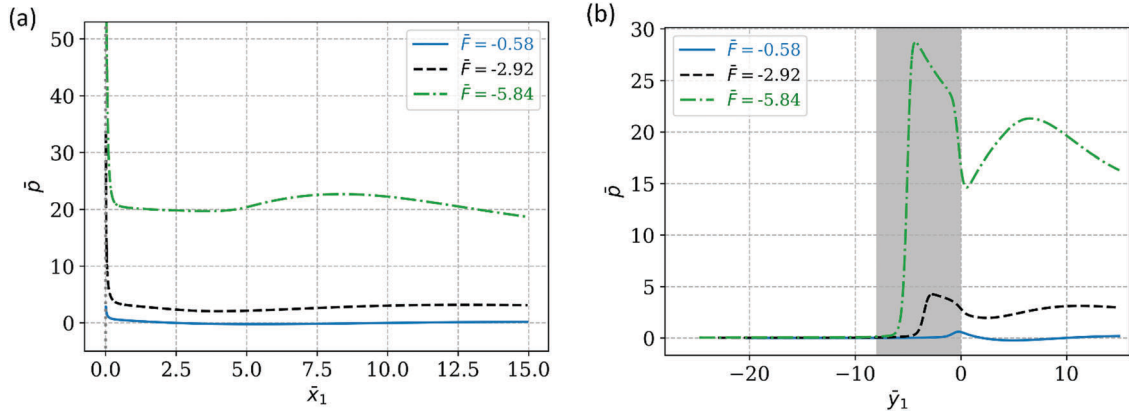 (a)
50
40
30
20
10
0
p̄
F̄ = -0.58
F̄ = -2.92
F̄ = -5.84
0.0 2.5 5.0 7.5 10.0 12.5 15.0
x̄₁
(b)
30
25
20
15
10
5
0
p̄
F̄ = -0.58
F̄ = -2.92
F̄ = -5.84
−20 −10 0 10
ȳ₁